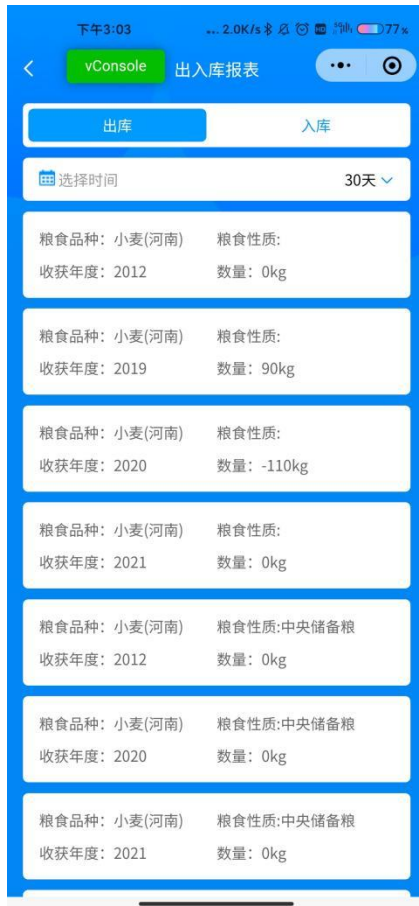 下午3:03 ... 2.0K/s HD 5G 77%
vConsole 出入库报表
出库 入库
选择时间 30天
粮食品种: 小麦(河南) 粮食性质:
收获年度: 2012 数量: 0kg
粮食品种: 小麦(河南) 粮食性质:
收获年度: 2019 数量: 90kg
粮食品种: 小麦(河南) 粮食性质:
收获年度: 2020 数量: -110kg
粮食品种: 小麦(河南) 粮食性质:
收获年度: 2021 数量: 0kg
粮食品种: 小麦(河南) 粮食性质:中央储备粮
收获年度: 2012 数量: 0kg
粮食品种: 小麦(河南) 粮食性质:中央储备粮
收获年度: 2020 数量: 0kg
粮食品种: 小麦(河南) 粮食性质:中央储备粮
收获年度: 2021 数量: 0kg